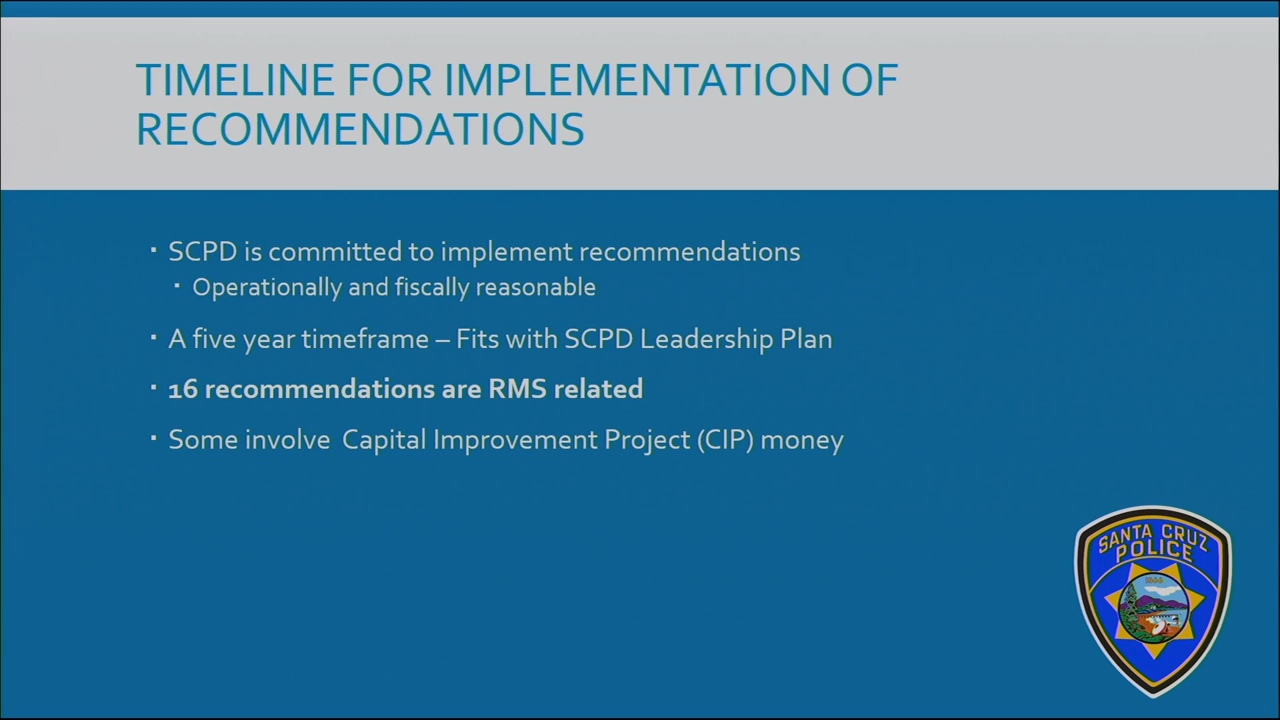 TIMELINE FOR IMPLEMENTATION OF
RECOMMENDATIONS
▪ SCPD is committed to implement recommendations
▪ Operationally and fiscally reasonable
▪ A five year timeframe – Fits with SCPD Leadership Plan
▪ 16 recommendations are RMS related
▪ Some involve Capital Improvement Project (CIP) money
SANTA CRUZ
POLICE